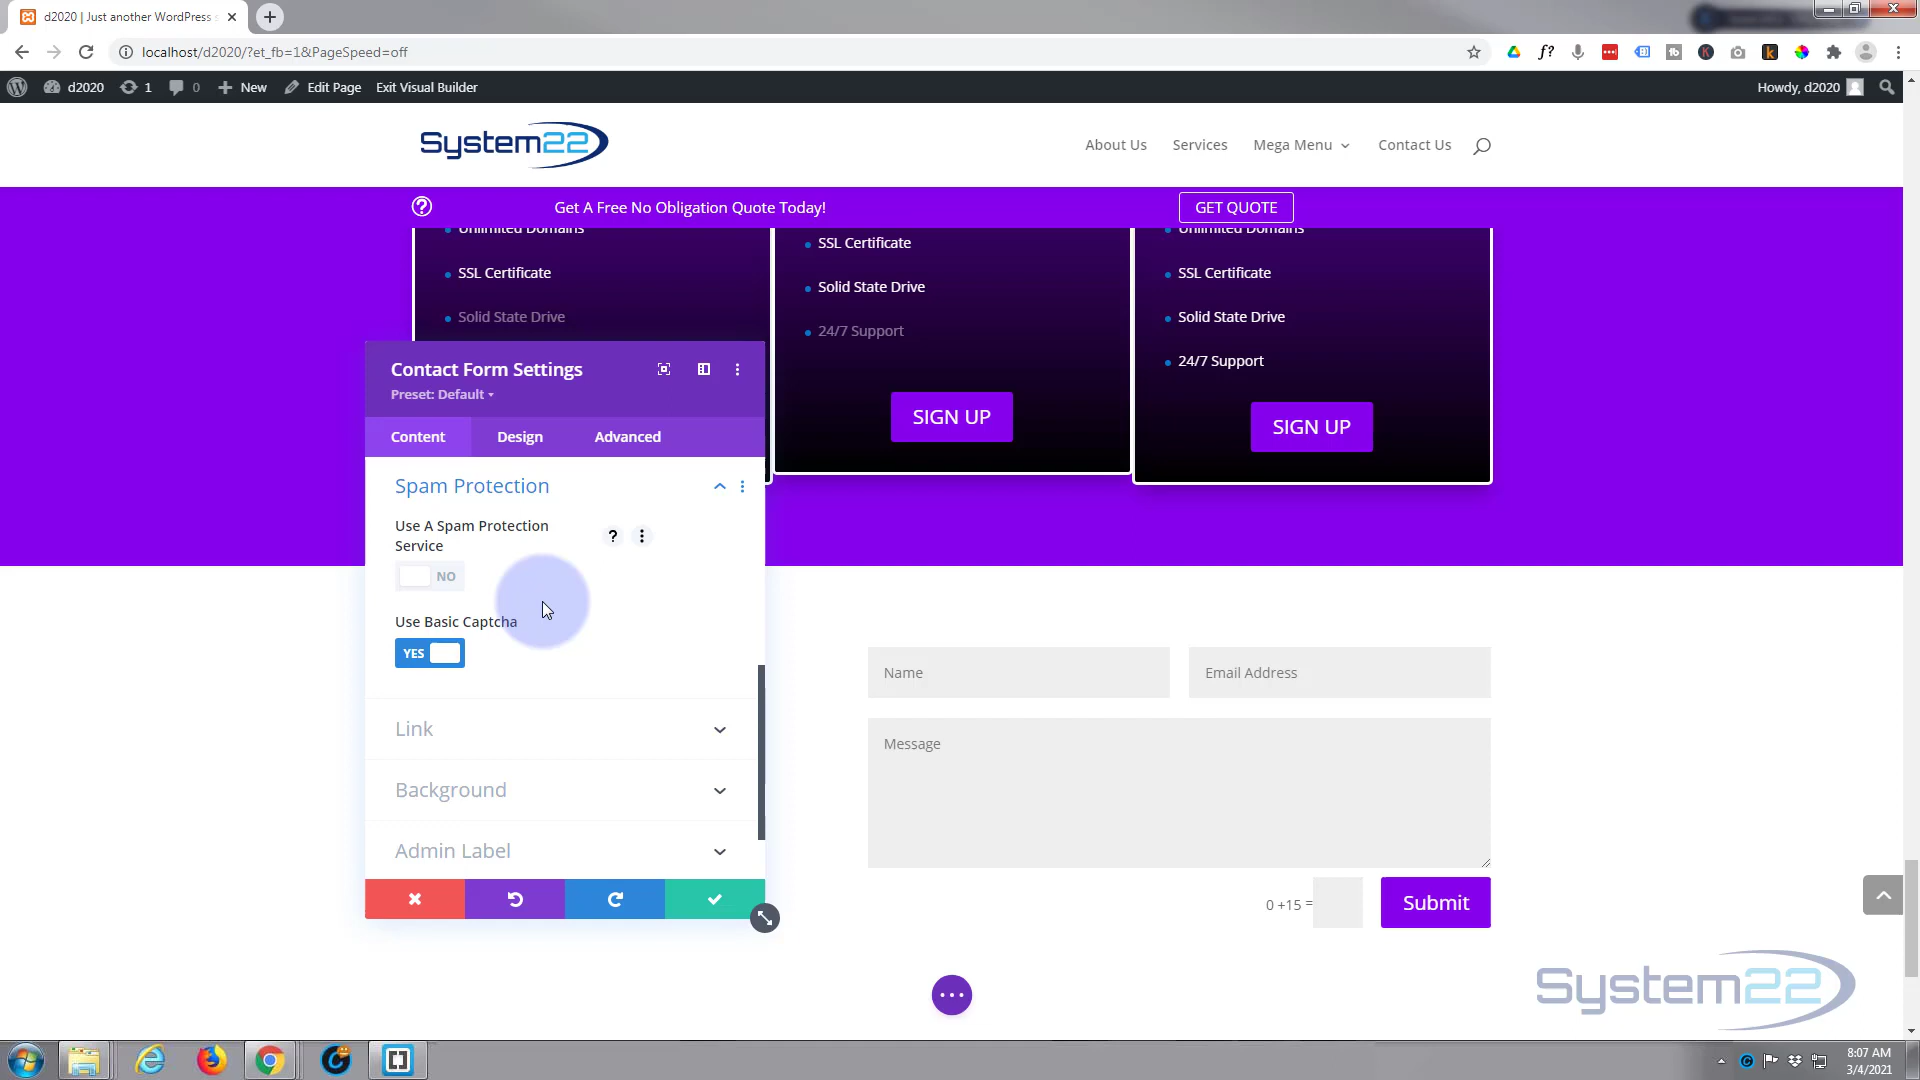 d2020 | Just another WordPress s
localhost/d2020/?et_fb=1&PageSpeed=off
d2020
1
0
New
Edit Page
Exit Visual Builder
Howdy, d2020
System22
About Us
Services
Mega Menu
Contact Us
Get A Free No Obligation Quote Today!
GET QUOTE
Unlimited Domains
SSL Certificate
Solid State Drive
SSL Certificate
Solid State Drive
24/7 Support
SIGN UP
Unlimited Domains
SSL Certificate
Solid State Drive
24/7 Support
SIGN UP
Contact Form Settings
Preset: Default
Content
Design
Advanced
Spam Protection
Use A Spam Protection
Service
?
NO
Use Basic Captcha
YES
Link
Background
Admin Label
Name
Email Address
Message
0 +15 =
Submit
System22
8:07 AM
3/4/2021